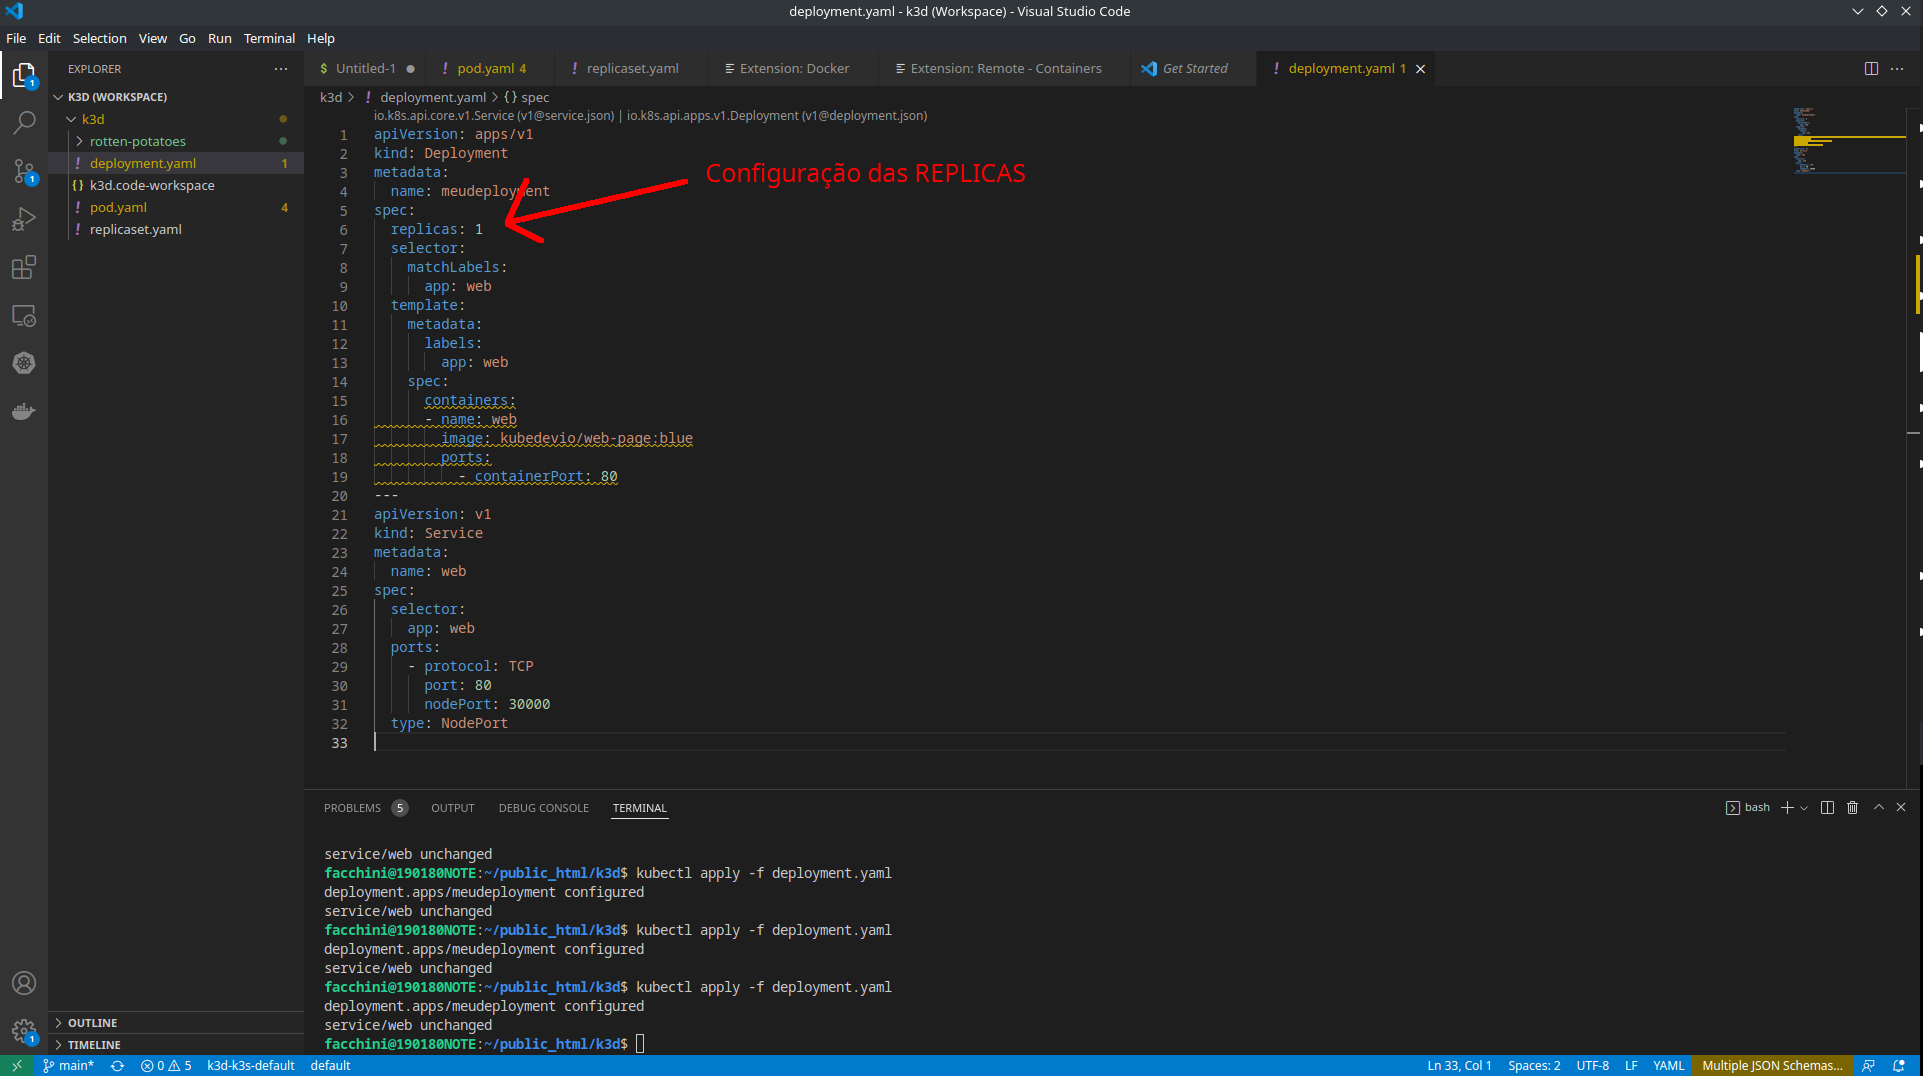 deployment.yaml - k3d (Workspace) - Visual Studio Code
File Edit Selection View Go Run Terminal Help
EXPLORER
K3D (WORKSPACE)
k3d
rotten-potatoes
! deployment.yaml 1
{} k3d.code-workspace
! pod.yaml 4
! replicaset.yaml
OUTLINE
TIMELINE
1
1
1
$ Untitled-1 ! pod.yaml 4 ! replicaset.yaml Extension: Docker Extension: Remote - Containers Get Started ! deployment.yaml 1
k3d > ! deployment.yaml > {} spec
io.k8s.api.core.v1.Service (v1@service.json) | io.k8s.api.apps.v1.Deployment (v1@deployment.json)
1 apiVersion: apps/v1
2 kind: Deployment
3 metadata:
4 name: meudeployment
5 spec:
6 replicas: 1
7 selector:
8 matchLabels:
9 app: web
10 template:
11 metadata:
12 labels:
13 app: web
14 spec:
15 containers:
16 - name: web
17 image: kubedevio/web-page:blue
18 ports:
19 - containerPort: 80
20 ---
21 apiVersion: v1
22 kind: Service
23 metadata:
24 name: web
25 spec:
26 selector:
27 app: web
28 ports:
29 - protocol: TCP
30 port: 80
31 nodePort: 30000
32 type: NodePort
33
Configuração das REPLICAS
PROBLEMS 5 OUTPUT DEBUG CONSOLE TERMINAL
bash
service/web unchanged
facchini@190180NOTE:~/public_html/k3d$ kubectl apply -f deployment.yaml
deployment.apps/meudeployment configured
service/web unchanged
facchini@190180NOTE:~/public_html/k3d$ kubectl apply -f deployment.yaml
deployment.apps/meudeployment configured
service/web unchanged
facchini@190180NOTE:~/public_html/k3d$ kubectl apply -f deployment.yaml
deployment.apps/meudeployment configured
service/web unchanged
facchini@190180NOTE:~/public_html/k3d$
main* 0 5 k3d-k3s-default default
Ln 33, Col 1 Spaces: 2 UTF-8 LF YAML Multiple JSON Schemas...